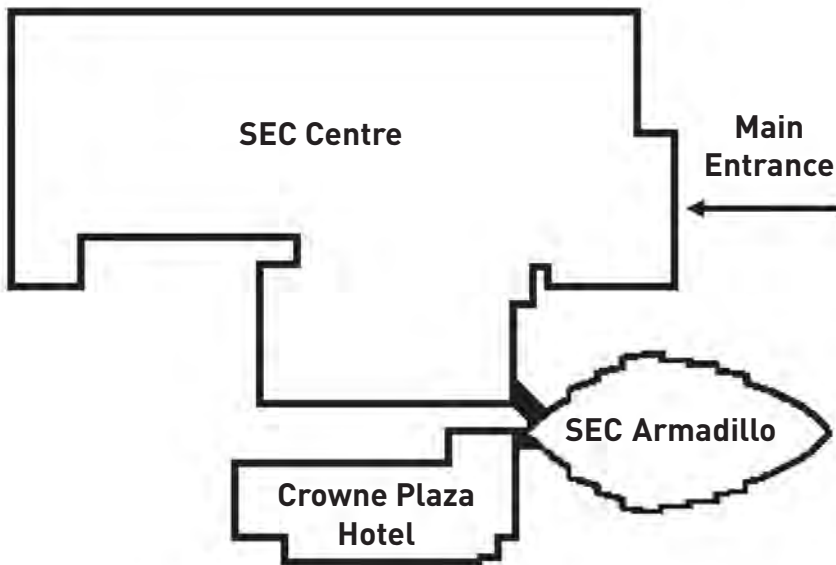 SEC Centre
Main
Entrance
SEC Armadillo
Crowne Plaza
Hotel